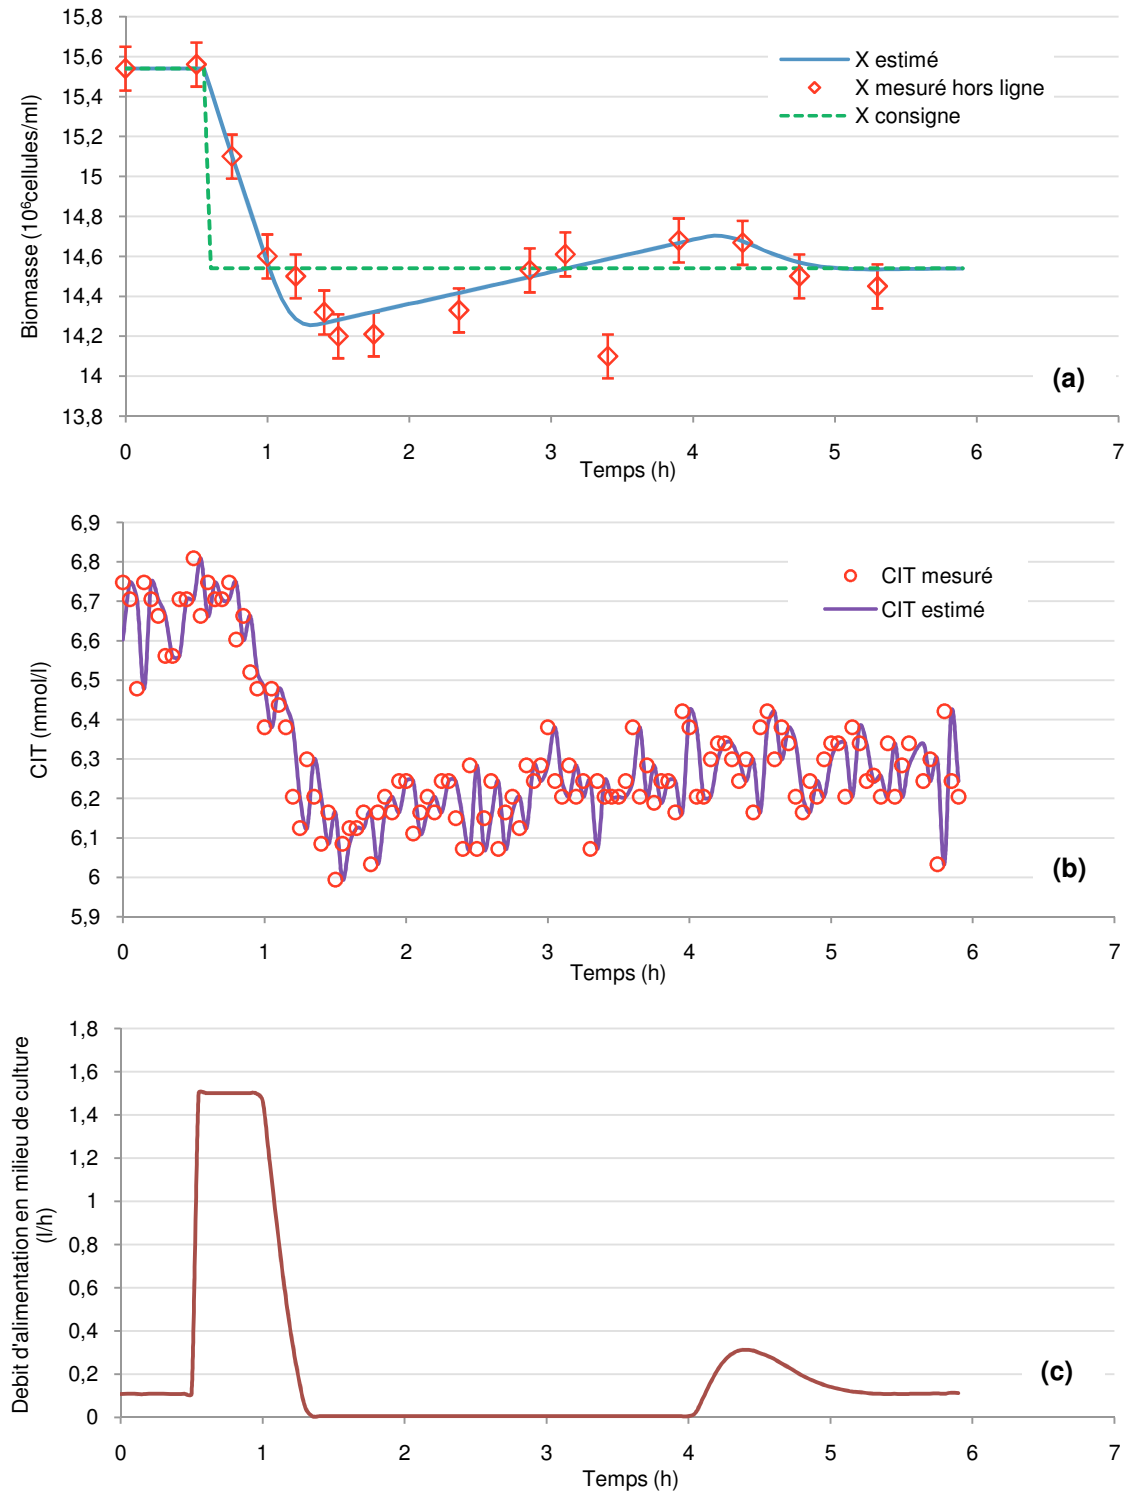 15,8
15,6
15,4
15,2
15
14,8
14,6
14,4
14,2
14
13,8
Biomasse (10⁶cellules/ml)
X estimé
X mesuré hors ligne
X consigne
(a)
0 1 2 3 4 5 6 7
Temps (h)
6,9
6,8
6,7
6,6
6,5
6,4
6,3
6,2
6,1
6
5,9
CIT (mmol/l)
CIT mesuré
CIT estimé
(b)
0 1 2 3 4 5 6 7
Temps (h)
1,8
1,6
1,4
1,2
1
0,8
0,6
0,4
0,2
0
Debit d'alimentation en milieu de culture
(l/h)
(c)
0 1 2 3 4 5 6 7
Temps (h)